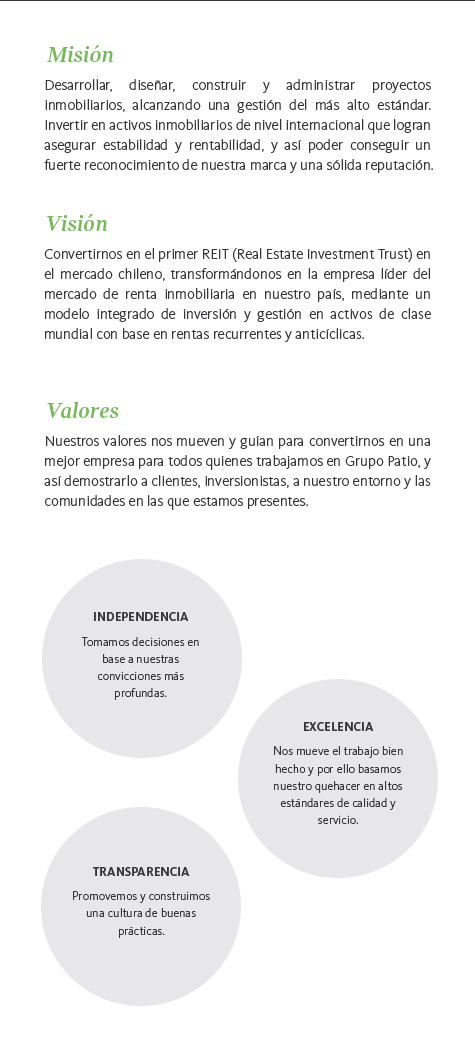 Misión
Desarrollar, diseñar, construir y administrar proyectos
inmobiliarios, alcanzando una gestión del más alto estándar.
Invertir en activos inmobiliarios de nivel internacional que logran
asegurar estabilidad y rentabilidad, y así poder conseguir un
fuerte reconocimiento de nuestra marca y una sólida reputación.
Visión
Convertirnos en el primer REIT (Real Estate Investment Trust) en
el mercado chileno, transformándonos en la empresa líder del
mercado de renta inmobiliaria en nuestro país, mediante un
modelo integrado de inversión y gestión en activos de clase
mundial con base en rentas recurrentes y anticíclicas.
Valores
Nuestros valores nos mueven y guían para convertirnos en una
mejor empresa para todos quienes trabajamos en Grupo Patio, y
así demostrarlo a clientes, inversionistas, a nuestro entorno y las
comunidades en las que estamos presentes.
INDEPENDENCIA
Tomamos decisiones en
base a nuestras
convicciones más
profundas.
EXCELENCIA
Nos mueve el trabajo bien
hecho y por ello basamos
nuestro quehacer en altos
estándares de calidad y
servicio.
TRANSPARENCIA
Promovemos y construimos
una cultura de buenas
prácticas.